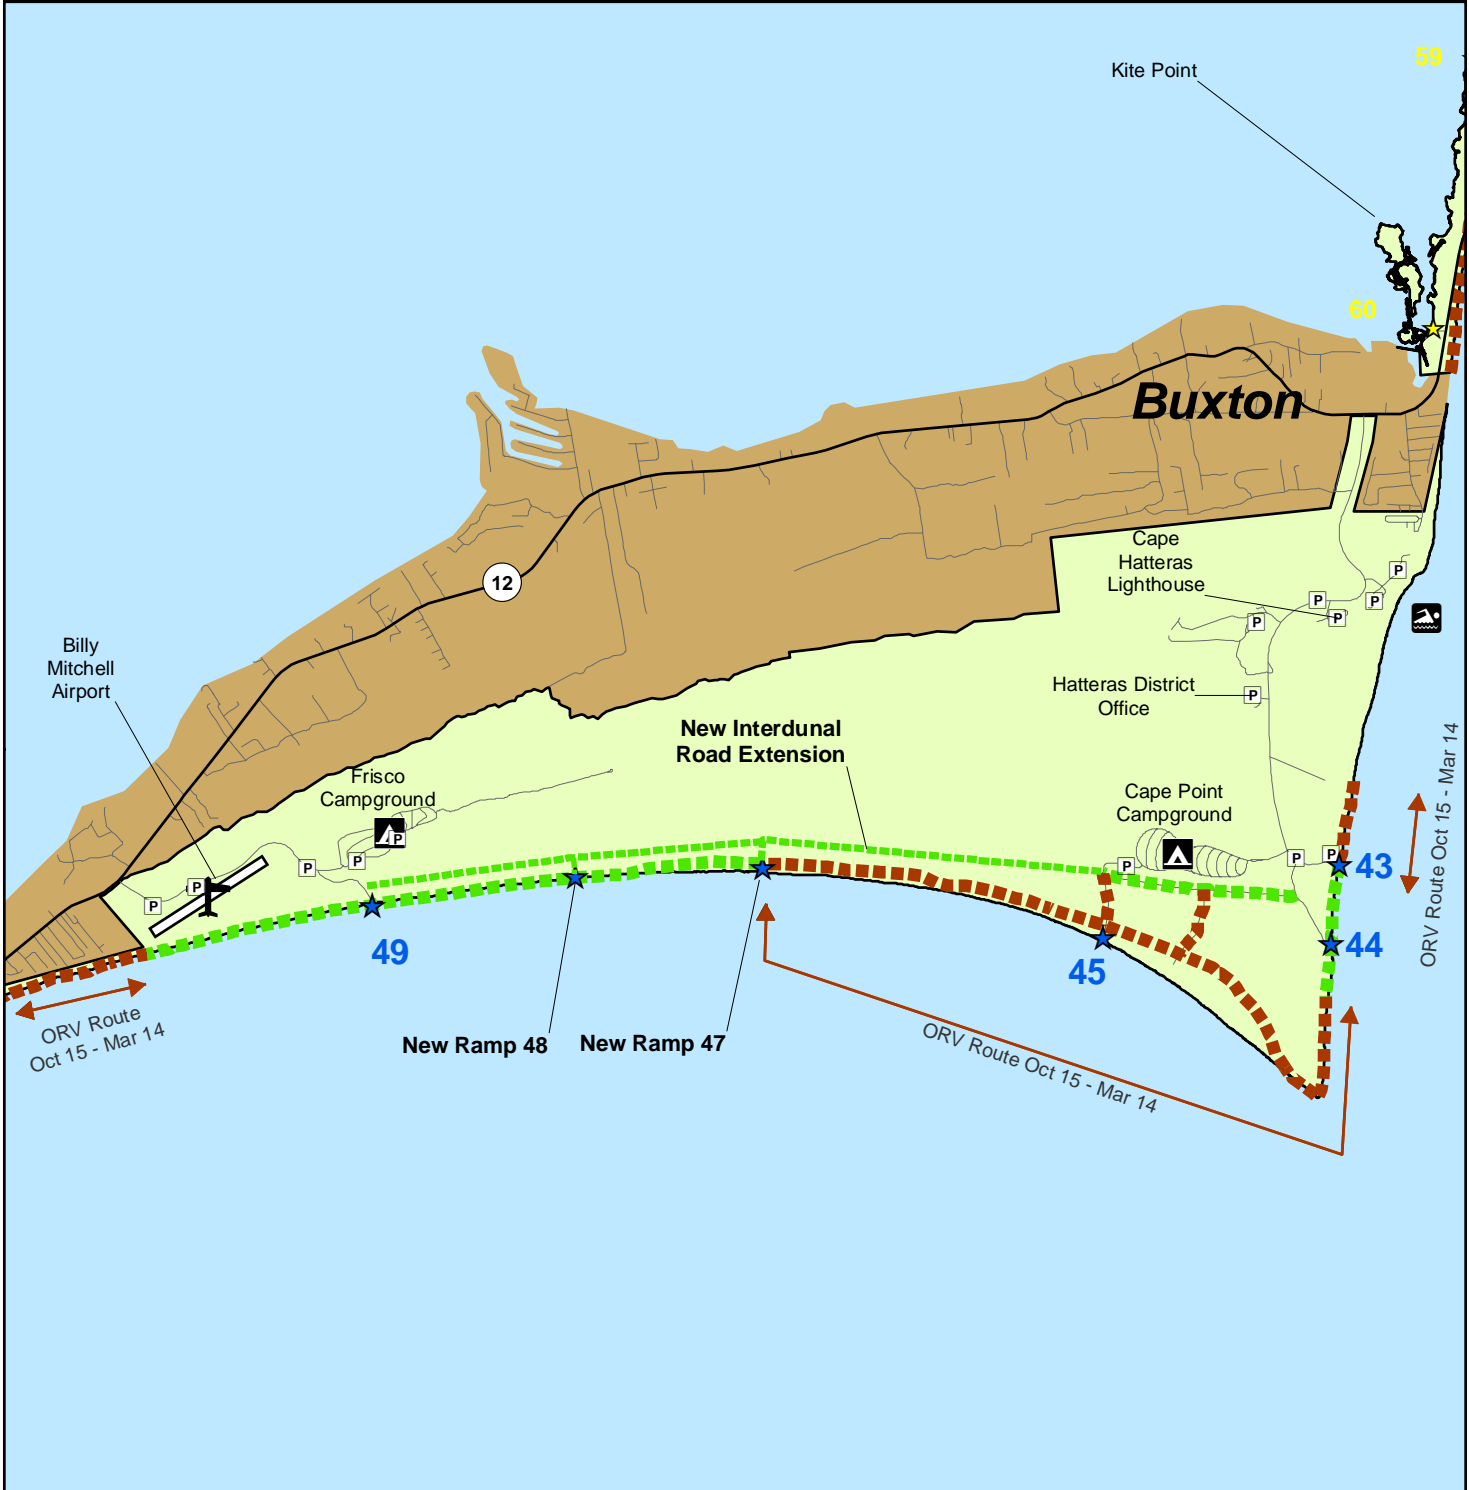 59
Kite Point
60
Buxton
12
Cape
Hatteras
Lighthouse
P
P
P
P
P
Billy
Mitchell
Airport
Hatteras District
Office
P
New Interdunal
Road Extension
Frisco
Campground
P
Cape Point
Campground
P
P
P
P
P
P
P
43
ORV Route Oct 15 - Mar 14
49
44
45
ORV Route
Oct 15 - Mar 14
New Ramp 48
New Ramp 47
ORV Route Oct 15 - Mar 14